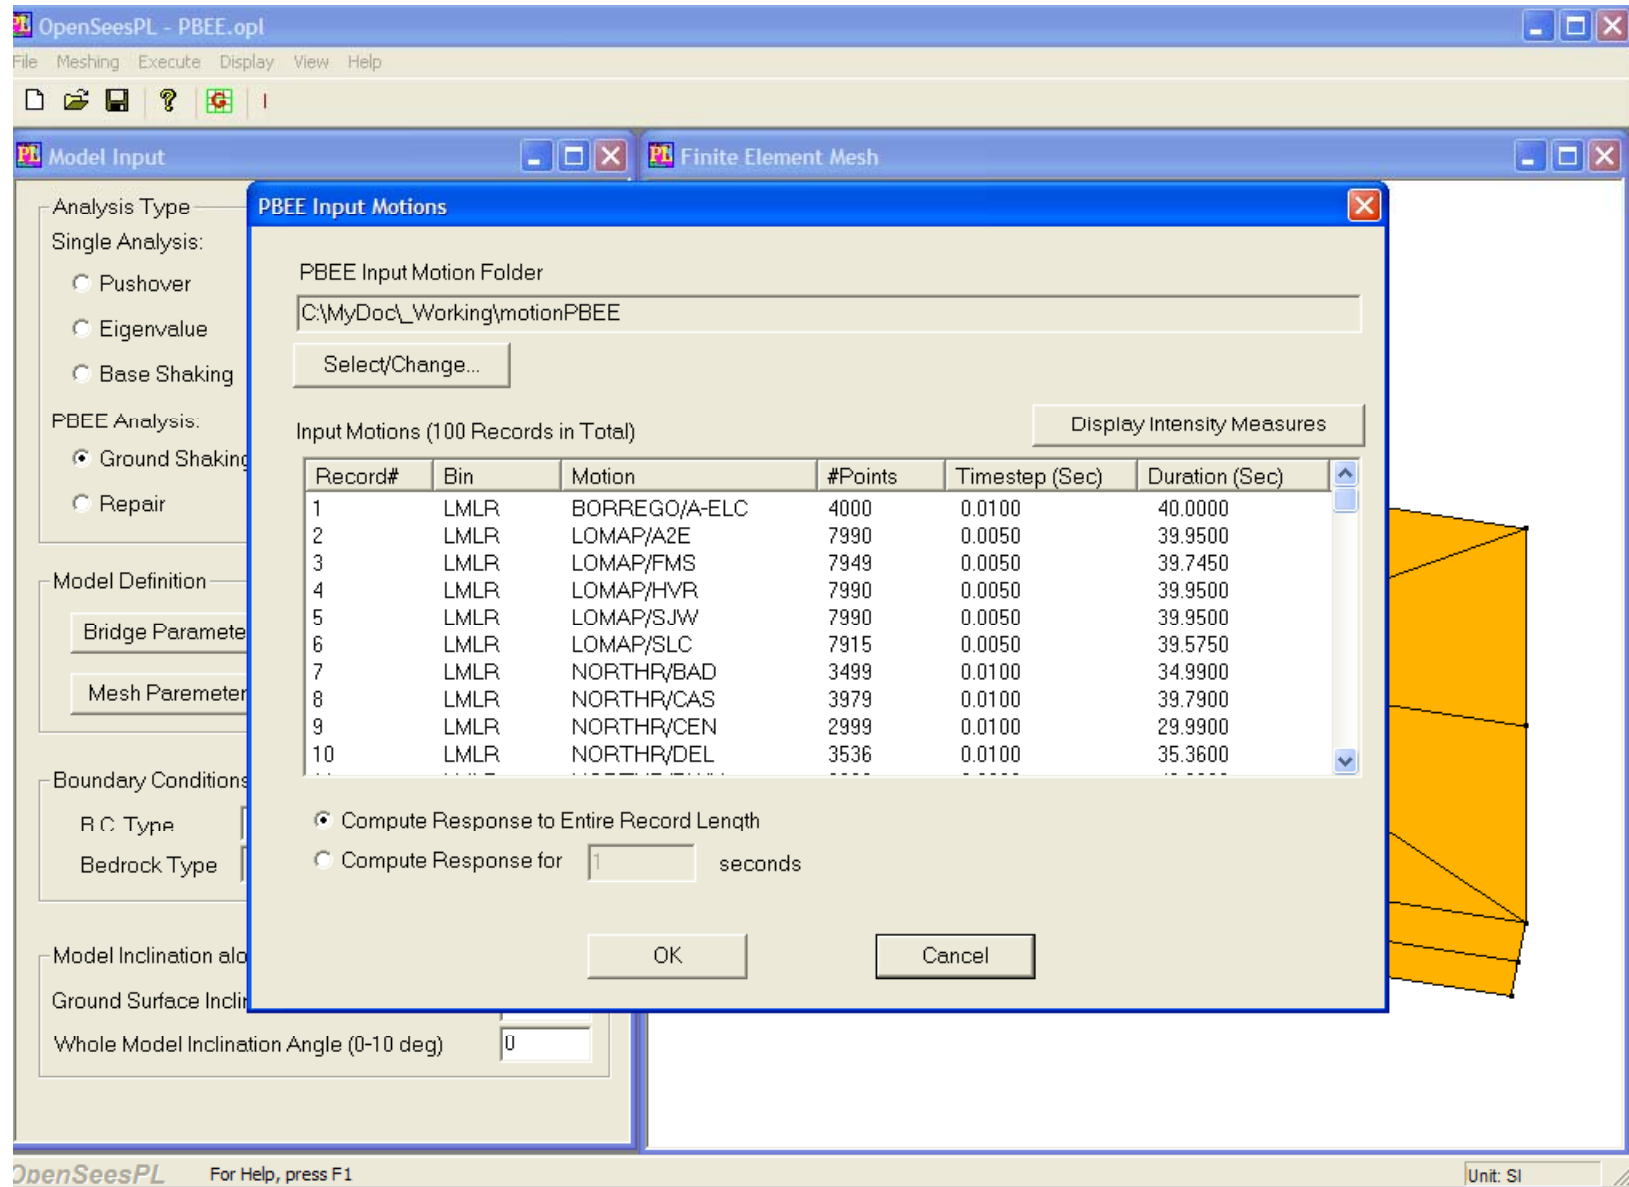 OpenSeesPL - PBEE.opl
File Meshing Execute Display View Help
Model Input
Finite Element Mesh
Analysis Type
Single Analysis:
Pushover
Eigenvalue
Base Shaking
PBEE Analysis:
Ground Shaking
Repair
Model Definition
Bridge Paramete
Mesh Paremeter
Boundary Conditions
B.C. Type
Bedrock Type
Model Inclination alo
Ground Surface Inclin
Whole Model Inclination Angle (0-10 deg) 0
PBEE Input Motions
PBEE Input Motion Folder
C:\MyDoc\_Working\motionPBEE
Select/Change...
Display Intensity Measures
Input Motions (100 Records in Total)
Record# Bin Motion #Points Timestep (Sec) Duration (Sec)
1 LMLR BORREGO/A-ELC 4000 0.0100 40.0000
2 LMLR LOMAP/A2E 7990 0.0050 39.9500
3 LMLR LOMAP/FMS 7949 0.0050 39.7450
4 LMLR LOMAP/HVR 7990 0.0050 39.9500
5 LMLR LOMAP/SJW 7990 0.0050 39.9500
6 LMLR LOMAP/SLC 7915 0.0050 39.5750
7 LMLR NORTHR/BAD 3499 0.0100 34.9900
8 LMLR NORTHR/CAS 3979 0.0100 39.7900
9 LMLR NORTHR/CEN 2999 0.0100 29.9900
10 LMLR NORTHR/DEL 3536 0.0100 35.3600
Compute Response to Entire Record Length
Compute Response for 1 seconds
OK Cancel
OpenSeesPL For Help, press F1 Unit: SI